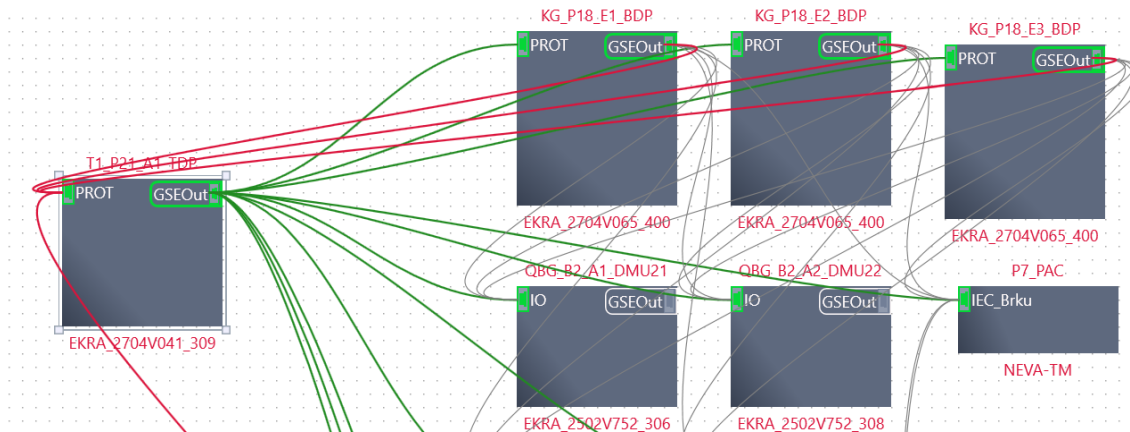 KG_P18_E1_BDP
KG_P18_E2_BDP
KG_P18_E3_BDP
PROT GSEOut
PROT GSEOut
PROT GSEOut
T1_P21_A1_TDP
PROT GSEOut
EKRA_2704V065_400
EKRA_2704V065_400
EKRA_2704V065_400
QBG_B2_A1_DMU21
QBG_B2_A2_DMU22
P7_PAC
IO GSEOut
IO GSEOut
IEC_Brku
EKRA_2704V041_309
NEVA-TM
EKRA_2502V752_306
EKRA_2502V752_308